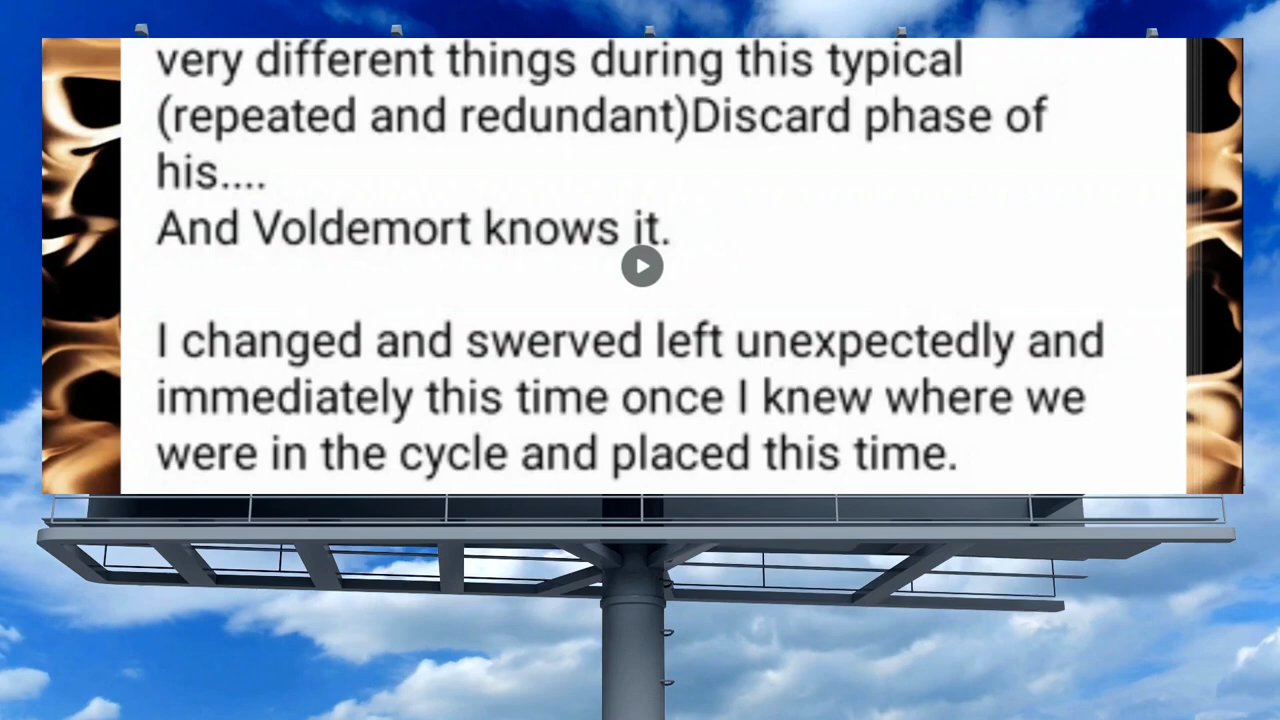 very different things during this typical
(repeated and redundant)Discard phase of
his....
And Voldemort knows it.
I changed and swerved left unexpectedly and
immediately this time once I knew where we
were in the cycle and placed this time.